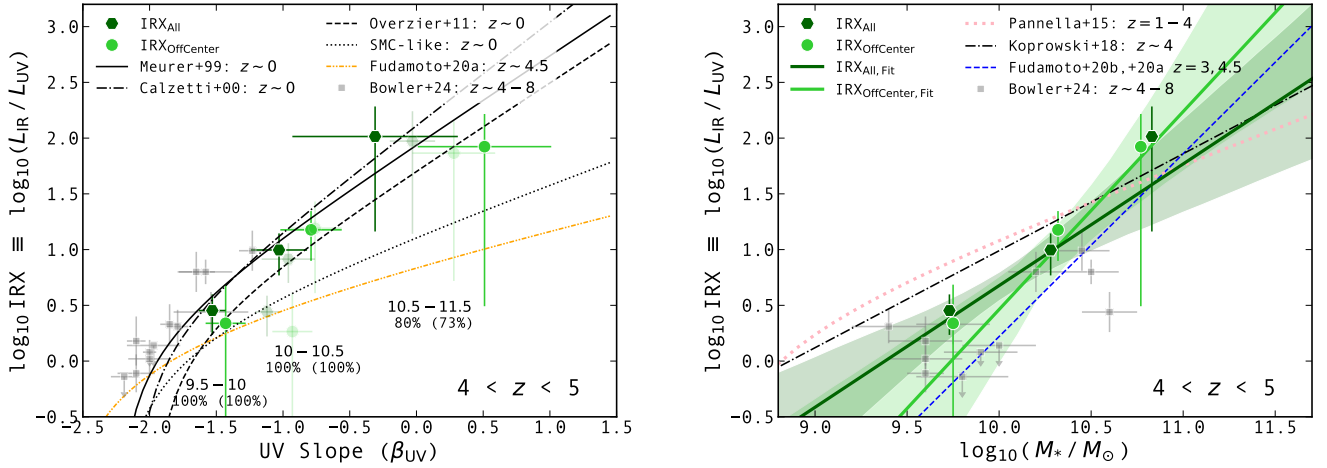 IRX_All
IRX_OffCenter
Meurer+99: z~0
Calzetti+00: z~0
Overzier+11: z~0
SMC-like: z~0
Fudamoto+20a: z~4.5
Bowler+24: z~4−8
10.5−11.5
80% (73%)
10−10.5
100% (100%)
9.5−10
100% (100%)
4 < z < 5
3.0
2.5
2.0
1.5
1.0
0.5
0.0
−0.5
−2.5 −2.0 −1.5 −1.0 −0.5 0.0 0.5 1.0 1.5
UV Slope (β_UV)
log₁₀IRX ≡ log₁₀(L_IR/L_UV)
IRX_All
IRX_OffCenter
IRX_All, Fit
IRX_OffCenter, Fit
Pannella+15: z=1−4
Koprowski+18: z~4
Fudamoto+20b,+20a z=3,4.5
Bowler+24: z~4−8
4 < z < 5
3.0
2.5
2.0
1.5
1.0
0.5
0.0
−0.5
9.0 9.5 10.0 10.5 11.0 11.5
log₁₀(M_*/M_⊙)
log₁₀IRX ≡ log₁₀(L_IR/L_UV)